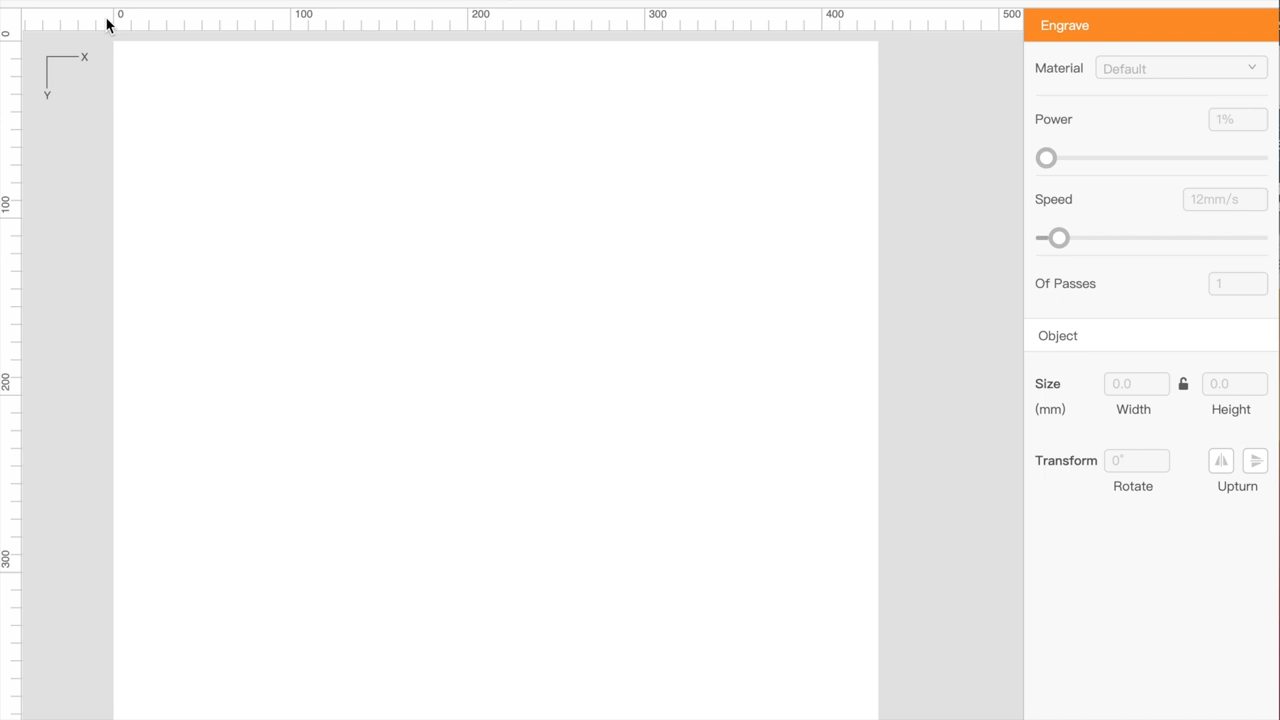 0 100 200 300 400 500
0
100
200
300
X
Y
Engrave
Material Default
Power 1%
Speed 12mm/s
Of Passes 1
Object
Size 0.0 0.0
(mm) Width Height
Transform 0°
Rotate Upturn